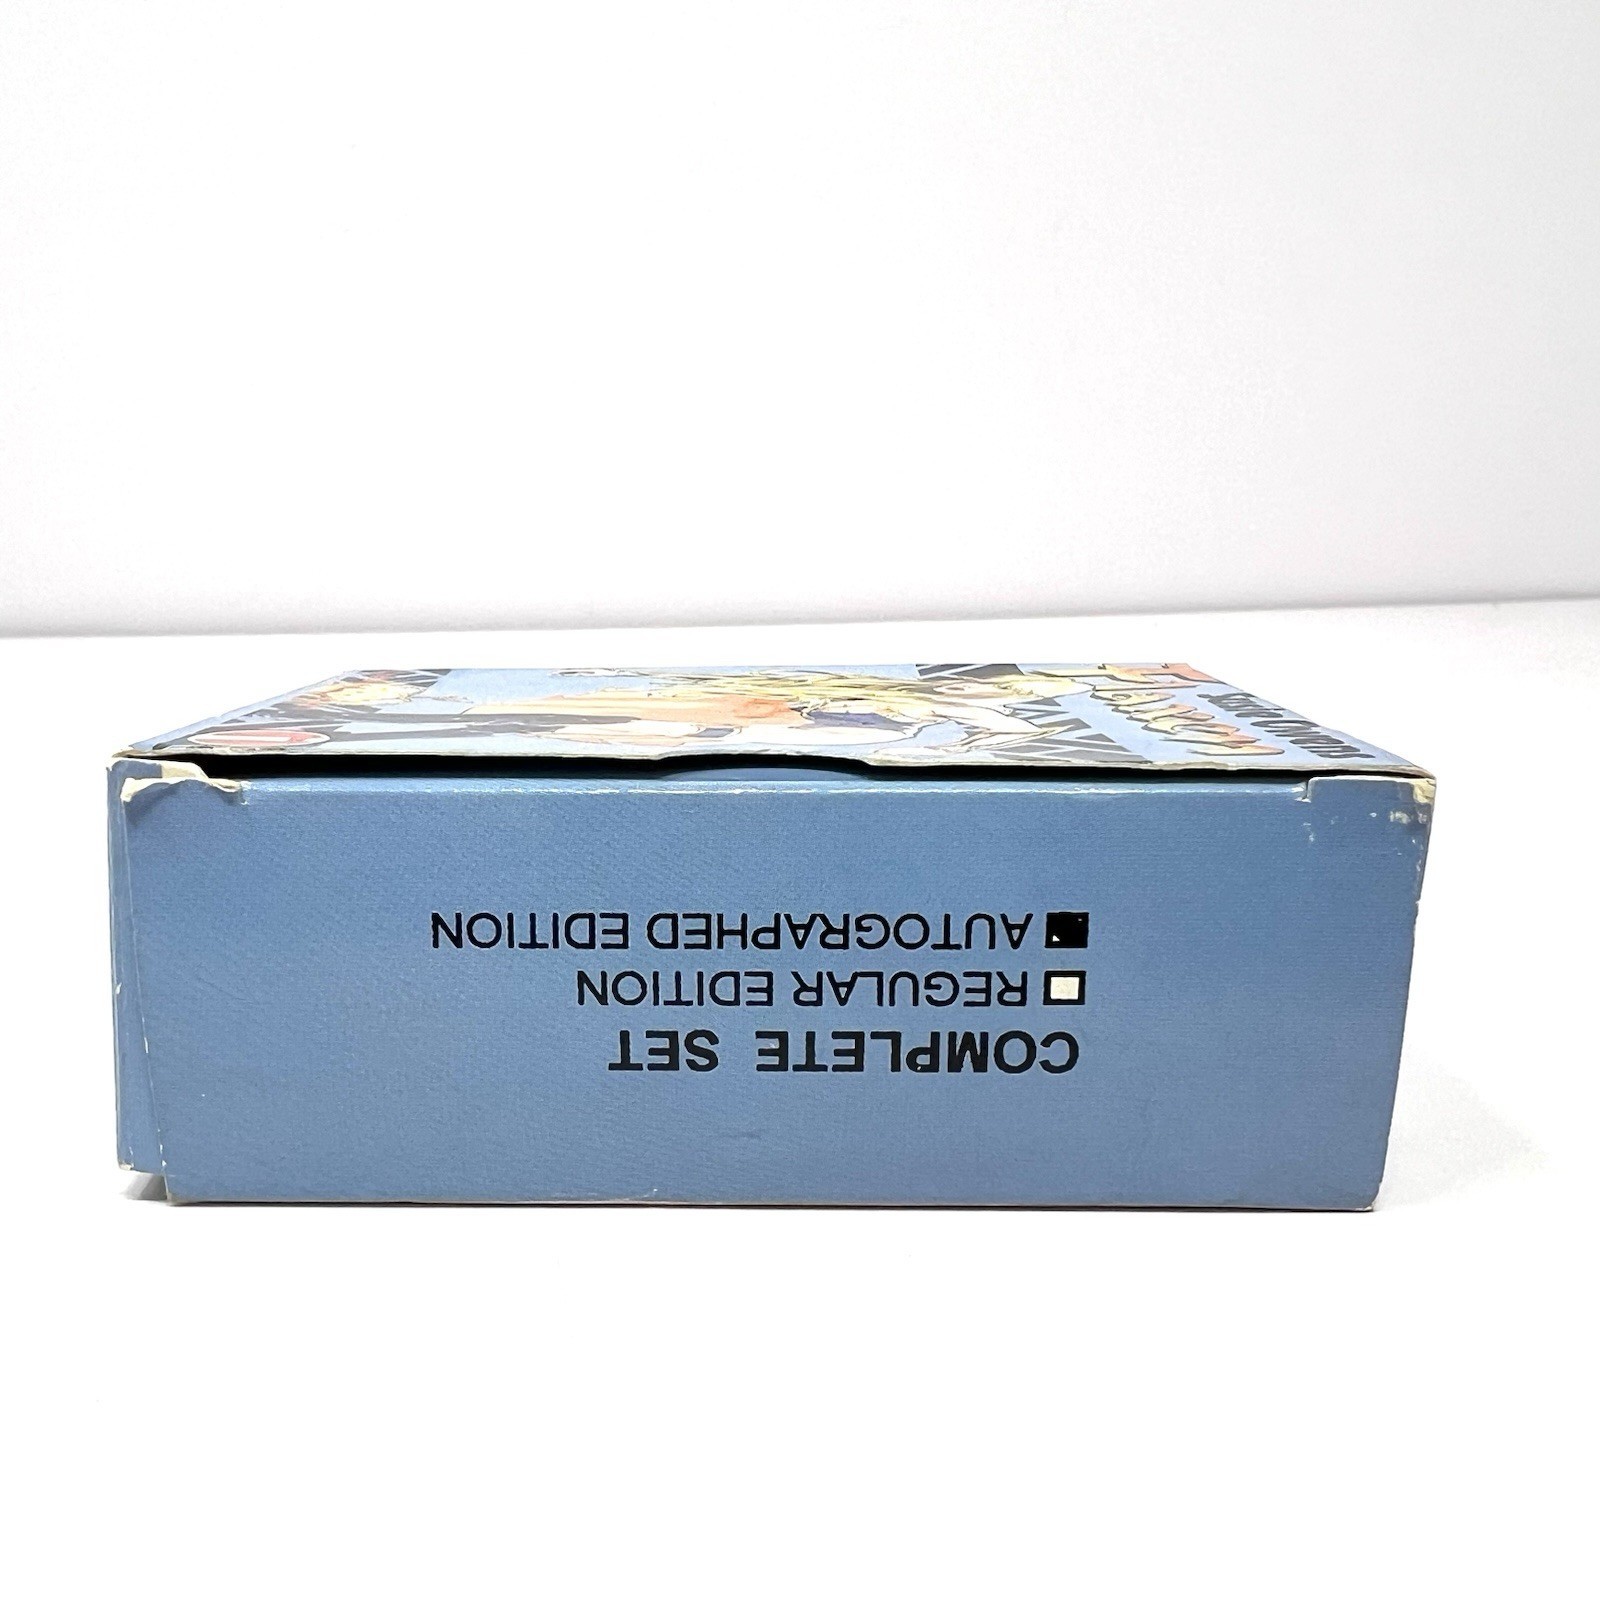 COMPLETE SET
REGULAR EDITION
AUTOGRAPHED EDITION